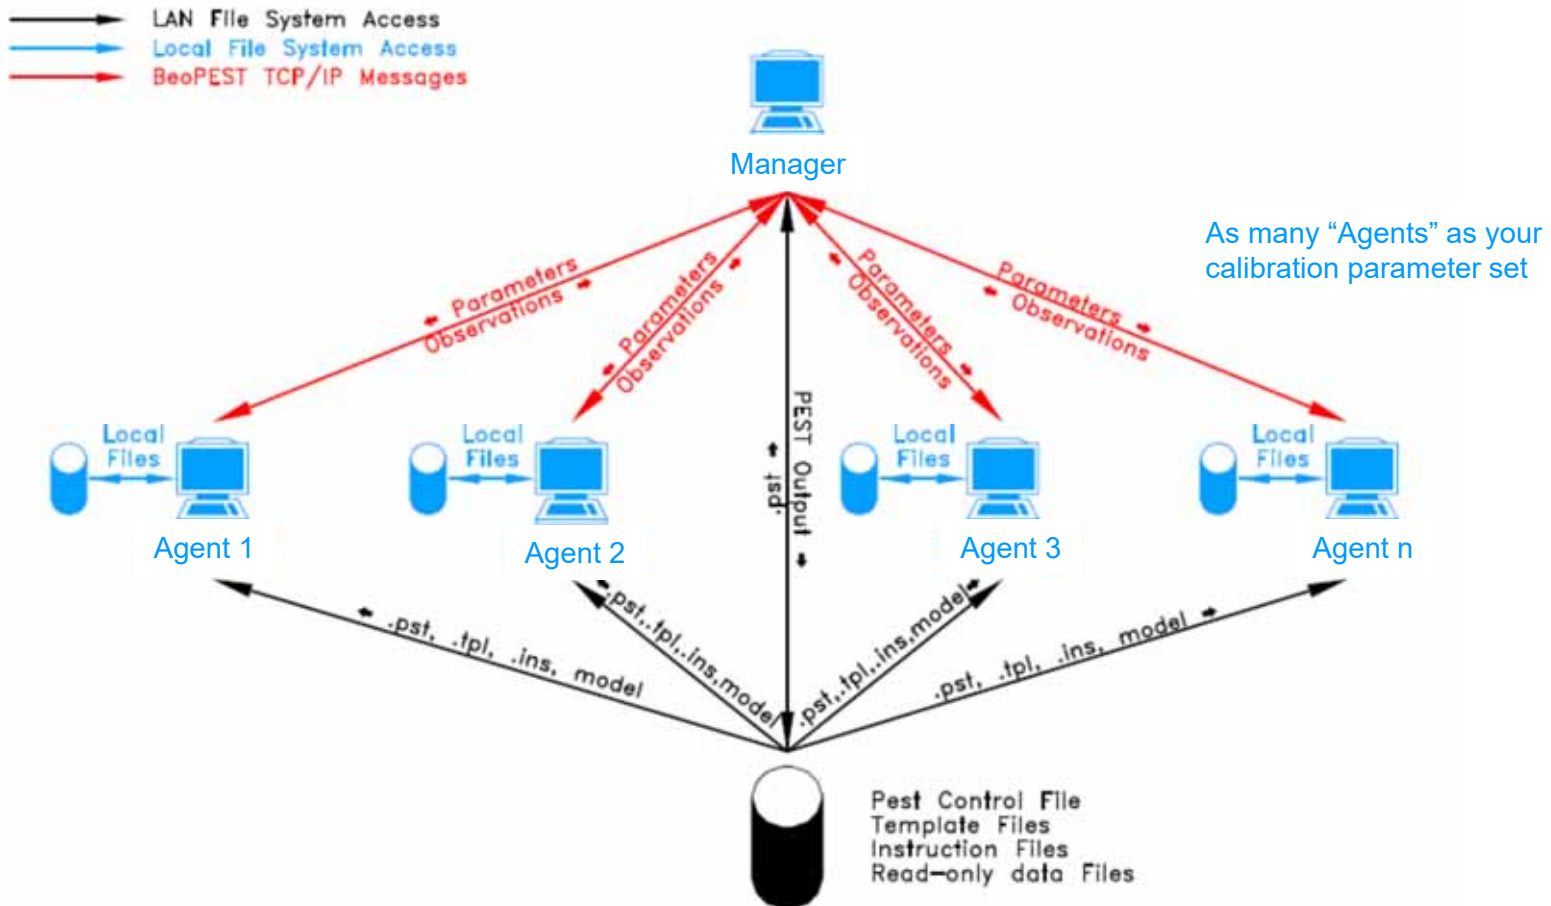 LAN File System Access
Local File System Access
BeoPEST TCP/IP Messages
Manager
As many “Agents” as your
calibration parameter set
Parameters
Observations
Parameters
Observations
Parameters
Observations
Parameters
Observations
PEST Output
.pst
Local
Files
Local
Files
Local
Files
Local
Files
Agent 1
Agent 2
Agent 3
Agent n
.pst, .tpl, .ins, model
.pst,.tpl,.ins,model
.pst,.tpl,.ins,model
.pst, .tpl, .ins, model
Pest Control File
Template Files
Instruction Files
Read-only data Files